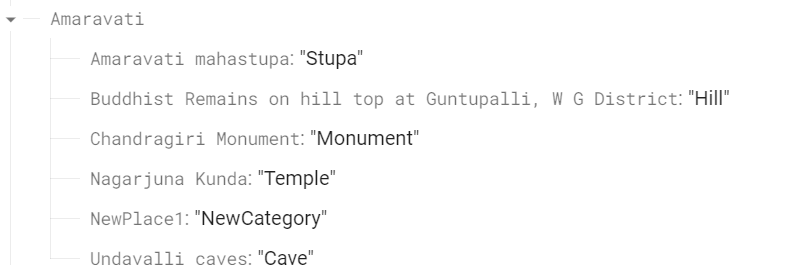 Amaravati
Amaravati mahastupa: "Stupa"
Buddhist Remains on hill top at Guntupalli, W G District: "Hill"
Chandragiri Monument: "Monument"
Nagarjuna Kunda: "Temple"
NewPlace1: "NewCategory"
Undavalli caves: "Cave"